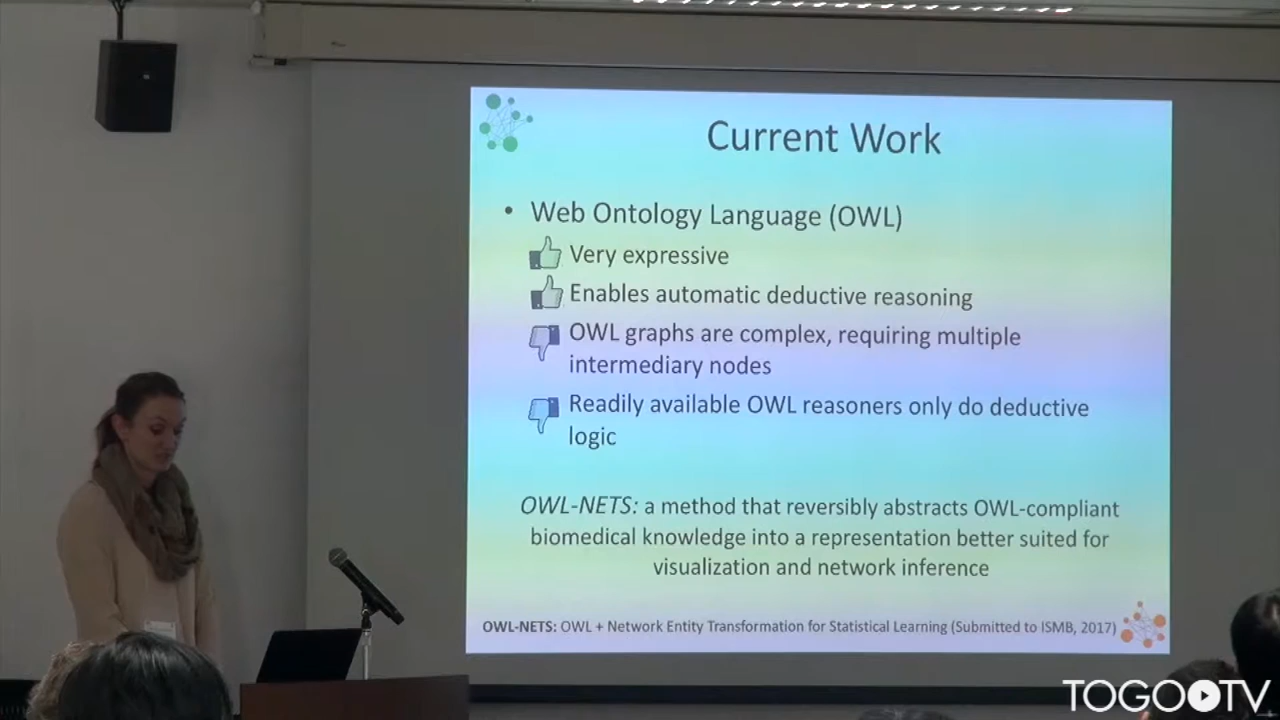 Current Work
• Web Ontology Language (OWL)
Very expressive
Enables automatic deductive reasoning
OWL graphs are complex, requiring multiple
intermediary nodes
Readily available OWL reasoners only do deductive
logic
OWL-NETS: a method that reversibly abstracts OWL-compliant
biomedical knowledge into a representation better suited for
visualization and network inference
OWL-NETS: OWL + Network Entity Transformation for Statistical Learning (Submitted to ISMB, 2017)
TOGO TV